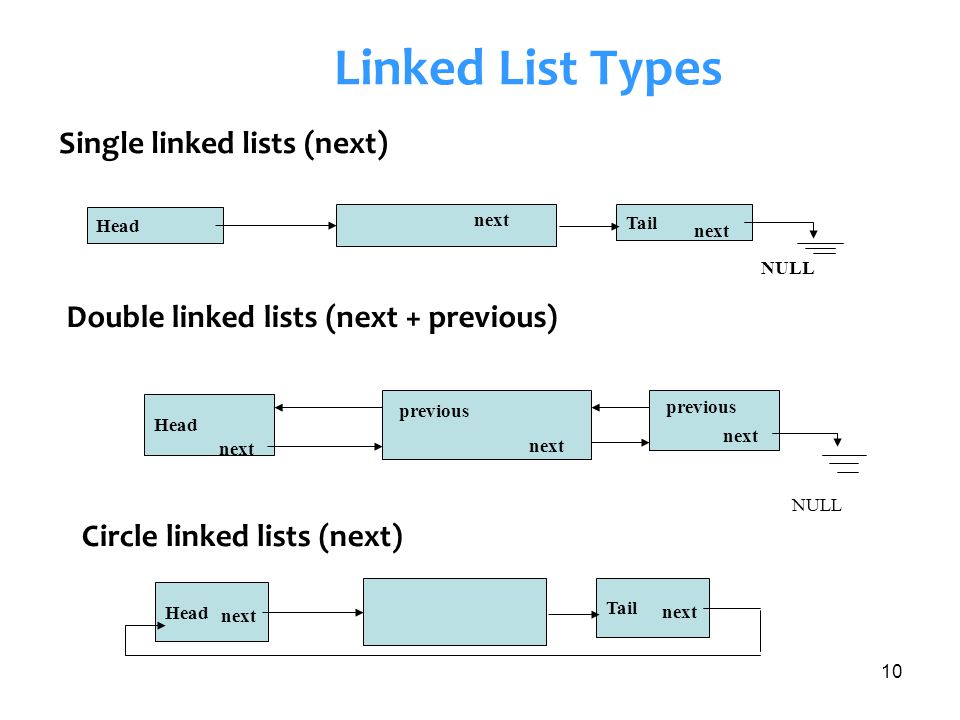 Linked List Types
Single linked lists (next)
Head
next
Tail
next
NULL
Double linked lists (next + previous)
Head
next
previous
next
previous
next
NULL
Circle linked lists (next)
Head
next
Tail
next
10